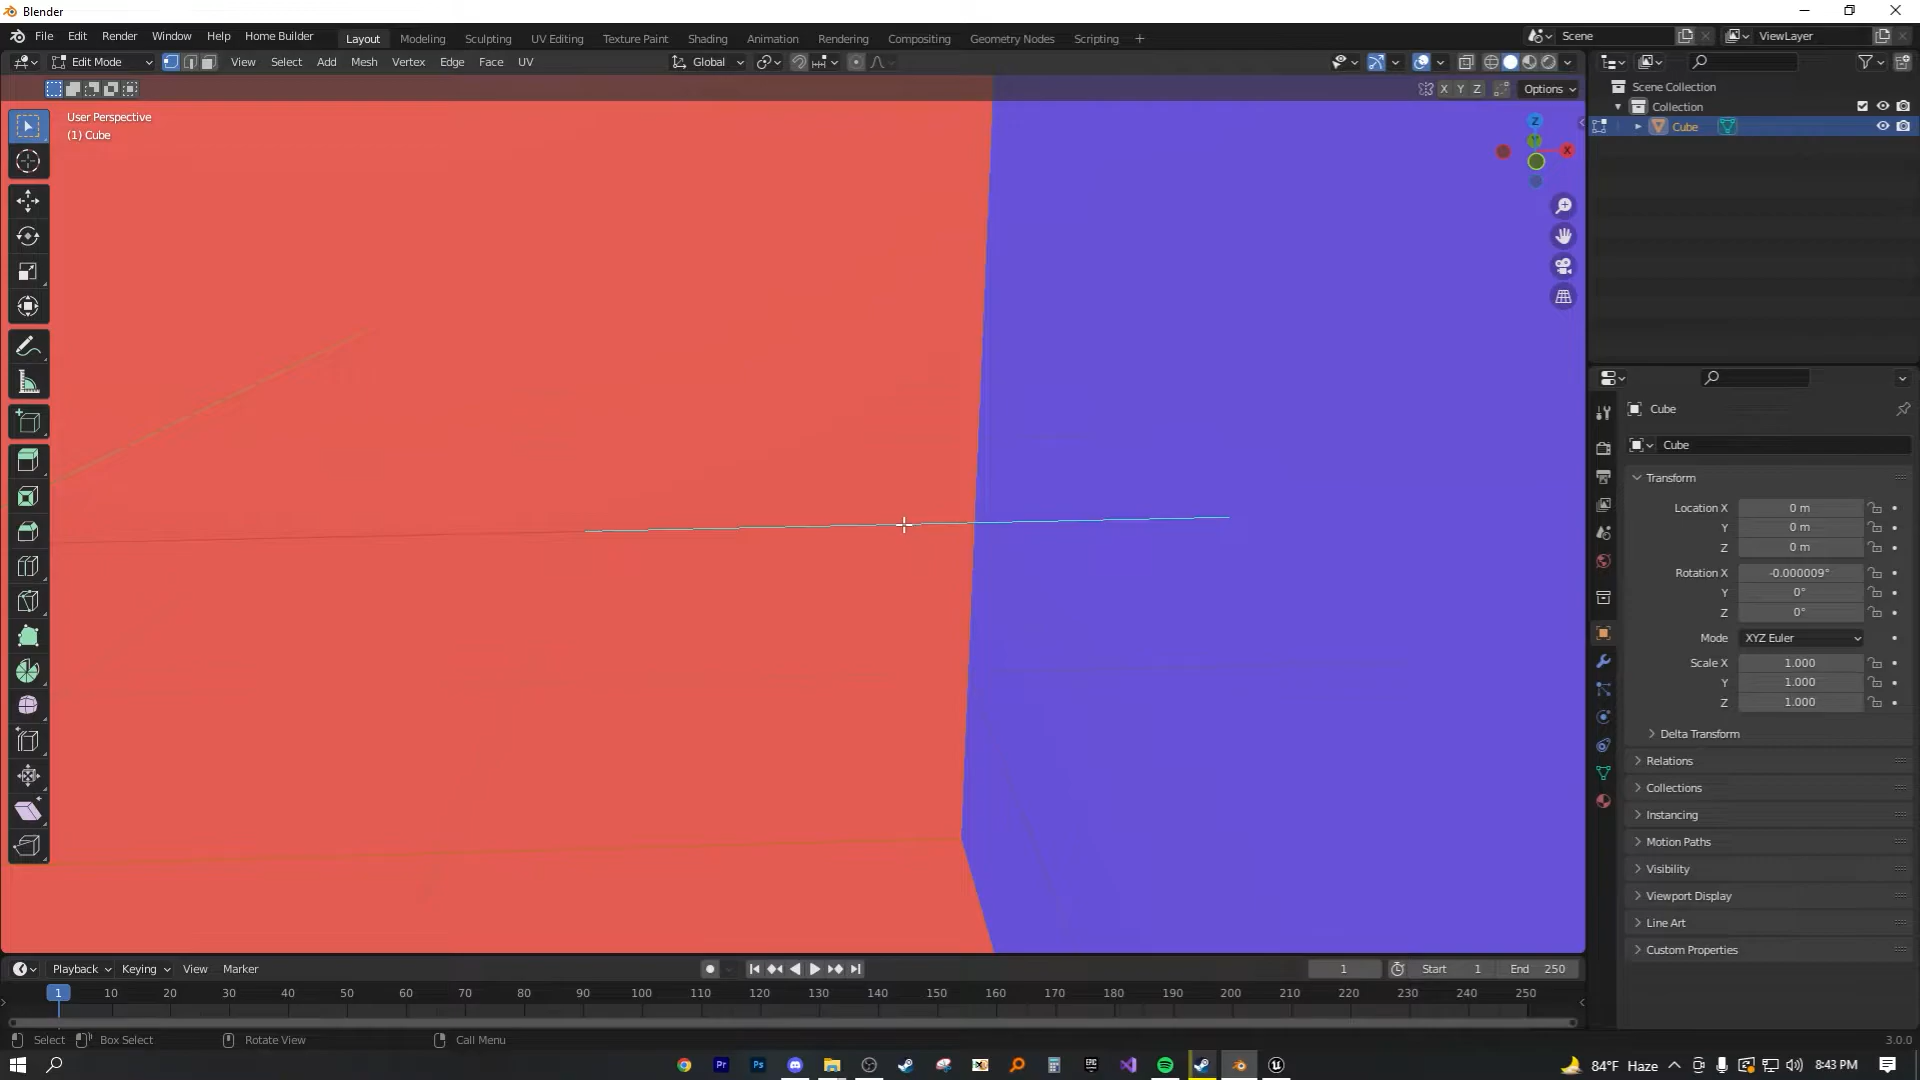 Blender
File Edit Render Window Help Home Builder Layout Modeling Sculpting UV Editing Texture Paint Shading Animation Rendering Compositing Geometry Nodes Scripting + Scene ViewLayer
Edit Mode View Select Add Mesh Vertex Edge Face UV Global
X Y Z Options
User Perspective
(1) Cube
Z
Y
X
Scene Collection
Collection
Cube
Cube
Cube
Transform
Location X 0 m
Y 0 m
Z 0 m
Rotation X -0.000009°
Y 0°
Z 0°
Mode XYZ Euler
Scale X 1.000
Y 1.000
Z 1.000
Delta Transform
Relations
Collections
Instancing
Motion Paths
Visibility
Viewport Display
Line Art
Custom Properties
Playback Keying View Marker 1 Start 1 End 250
1 10 20 30 40 50 60 70 80 90 100 110 120 130 140 150 160 170 180 190 200 210 220 230 240 250
Select Box Select Rotate View Call Menu 3.0.0
Pr Ps EPIC 84°F Haze 8:43 PM